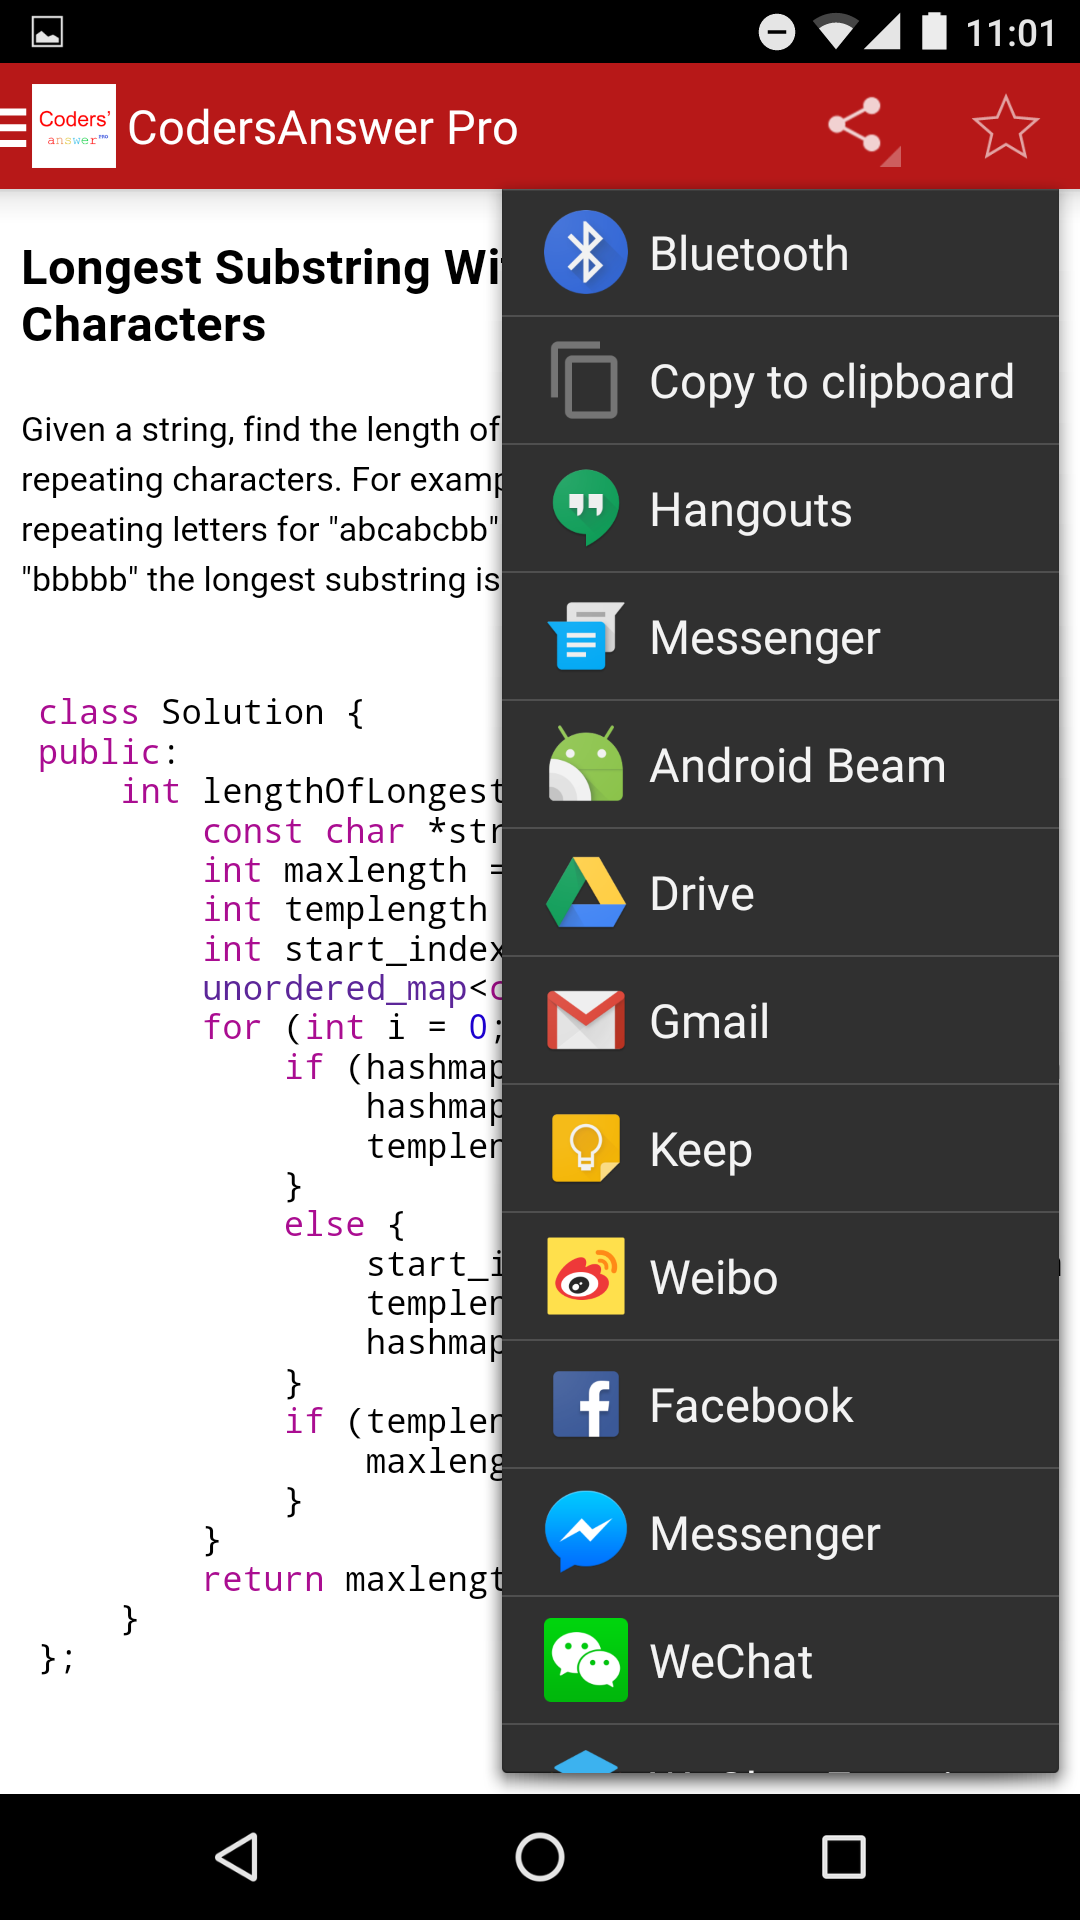 11:01
Coders'
answer PRO
CodersAnswer Pro
Longest Substring Wi
Characters
Given a string, find the length of
repeating characters. For examp
repeating letters for "abcabcbb"
"bbbbb" the longest substring is
class Solution {
public:
int lengthOfLongest
const char *str
int maxlength =
int templength
int start_index
unordered_map<c
for (int i = 0;
if (hashmap
hashmap
templen
}
else {
start_i
templen
hashmap
}
if (templen
maxleng
}
}
return maxlengt
}
};
Bluetooth
Copy to clipboard
Hangouts
Messenger
Android Beam
Drive
Gmail
Keep
Weibo
Facebook
Messenger
WeChat